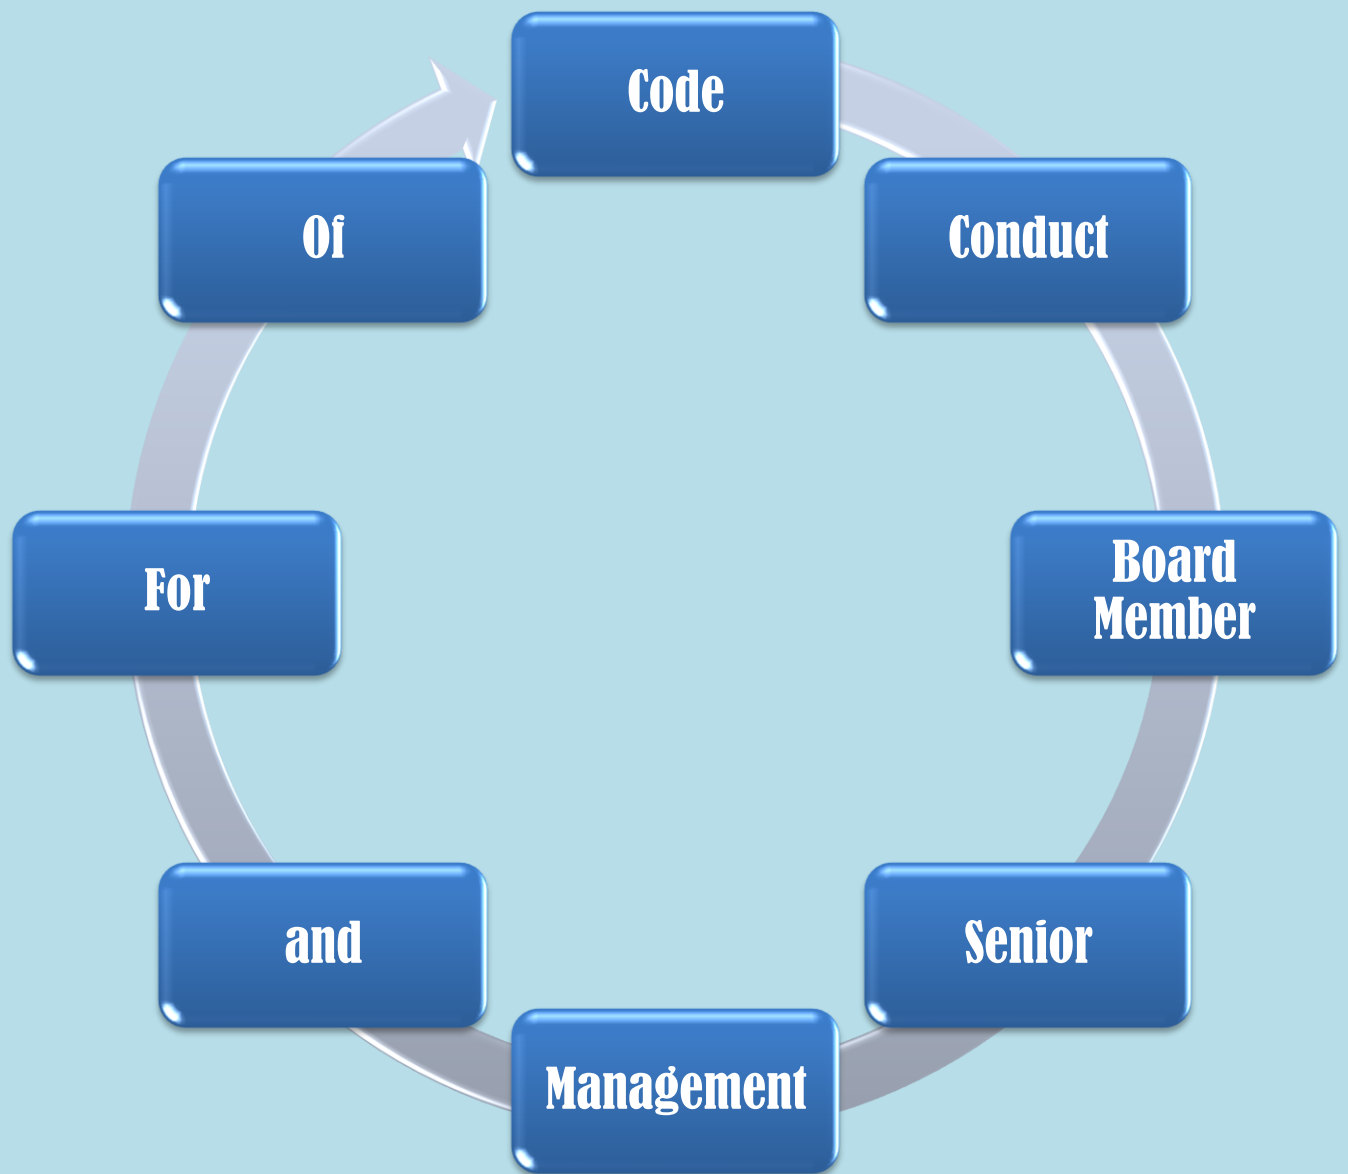 Code
Conduct
Board
Member
Senior
Management
and
For
Of